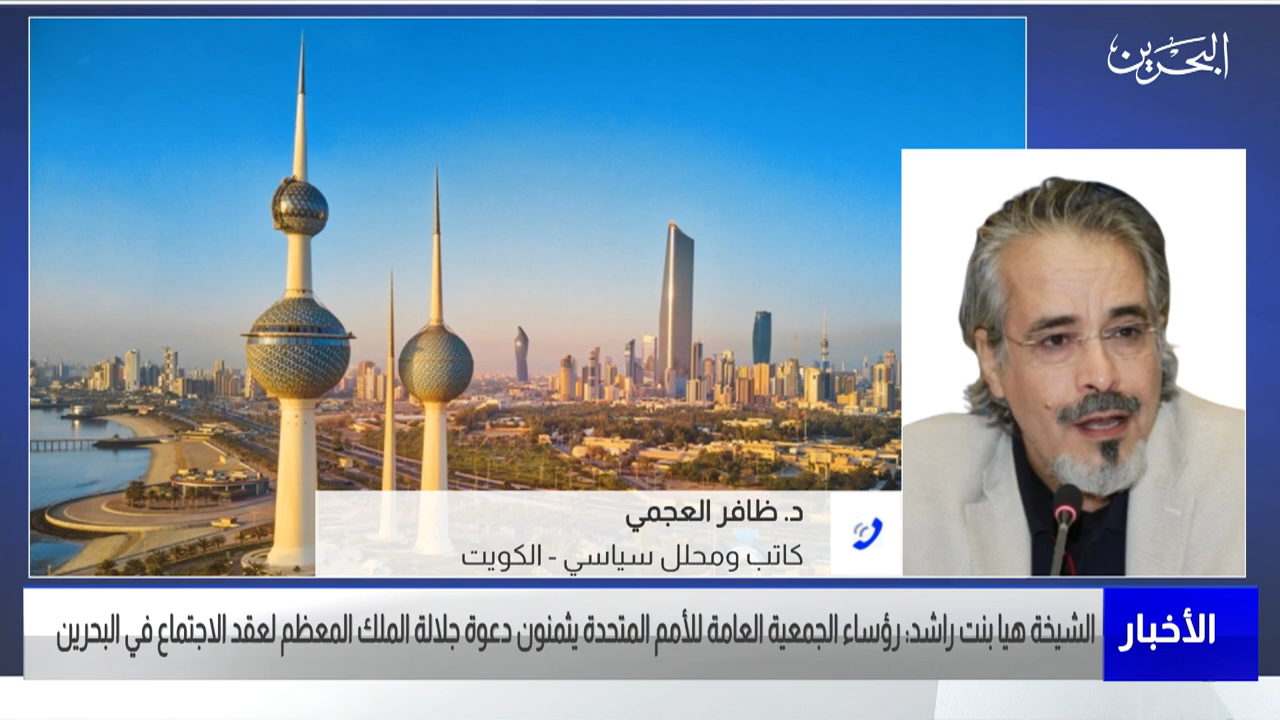 البحرين
د. ظافر العجمي
كاتب ومحلل سياسي - الكويت
الأخبار
الشيخة هيا بنت راشد: رؤساء الجمعية العامة للأمم المتحدة يثمنون دعوة جلالة الملك المعظم لعقد الاجتماع في البحرين